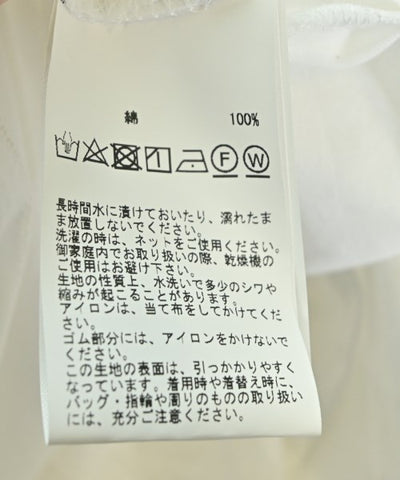 綿 100%
F W
長時間水に漬けておいたり、濡れたま
ま放置しないでください。
洗濯の時は、ネットをご使用ください。
御家庭内でお取り扱いの際、乾燥機の
ご使用はお避け下さい。
生地の性質上、水洗いで多少のシワや
縮みが起こることがあります。
アイロンは、当て布をしてかけてくだ
さい。
ゴム部分には、アイロンをかけないで
ください。
この生地の表面は、引っかかりやすく
なっています。着用時や着替え時に、
バッグ・指輪や周りのものの取り扱い
には、充分ご注意ください。